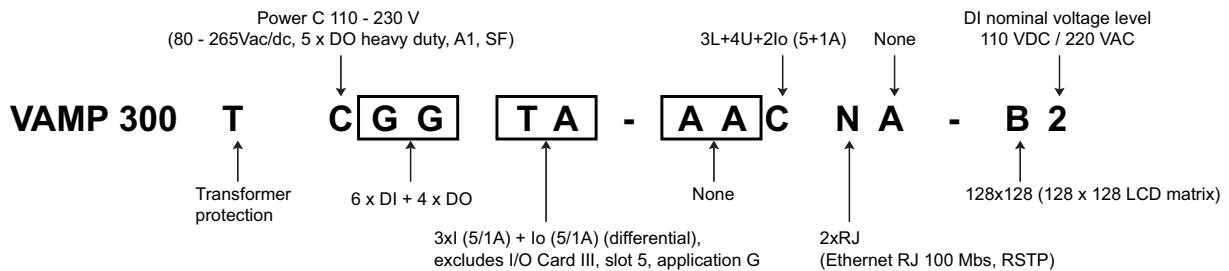 Power C 110 - 230 V
(80 - 265Vac/dc, 5 x DO heavy duty, A1, SF)
3L+4U+2Io (5+1A)
None
DI nominal voltage level
110 VDC / 220 VAC
VAMP 300 T C G G T A - A A C N A - B 2
Transformer
protection
6 x DI + 4 x DO
3xI (5/1A) + Io (5/1A) (differential),
excludes I/O Card III, slot 5, application G
None
2xRJ
(Ethernet RJ 100 Mbs, RSTP)
128x128 (128 x 128 LCD matrix)